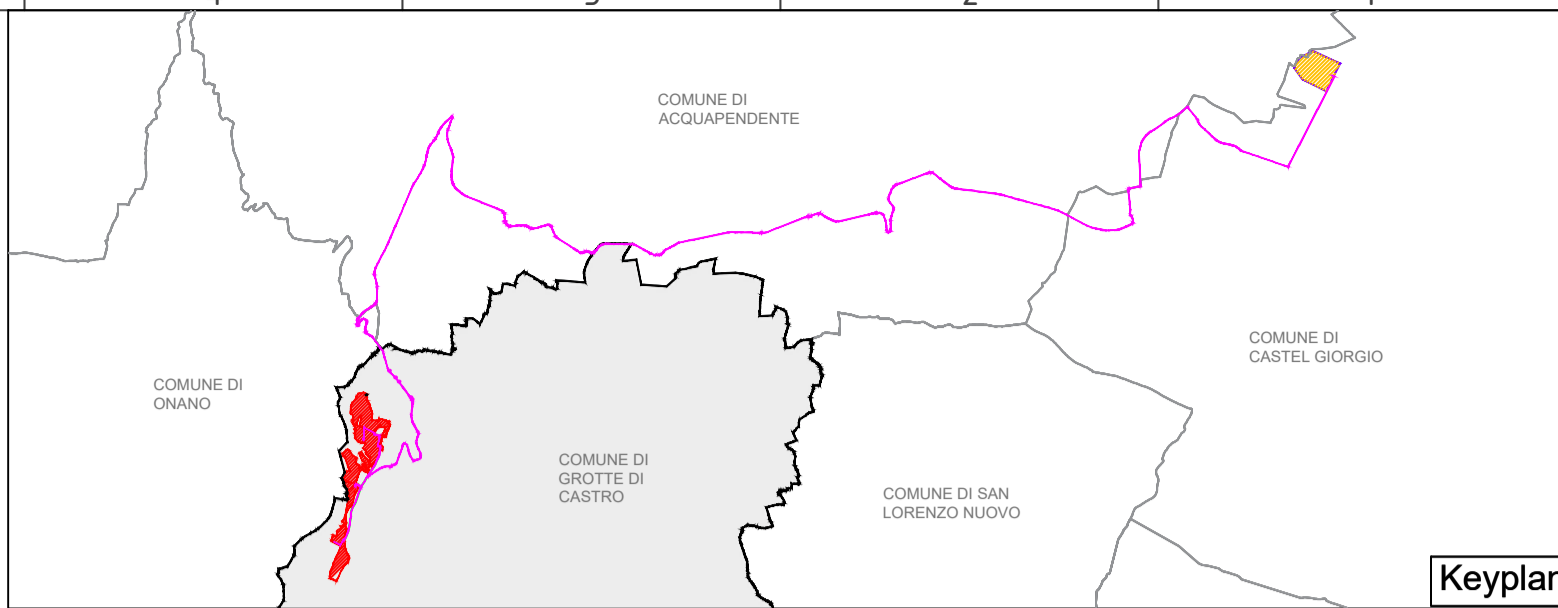 COMUNE DI
ACQUAPENDENTE
COMUNE DI
CASTEL GIORGIO
COMUNE DI
ONANO
COMUNE DI
GROTTE DI
CASTRO
COMUNE DI SAN
LORENZO NUOVO
Keyplan